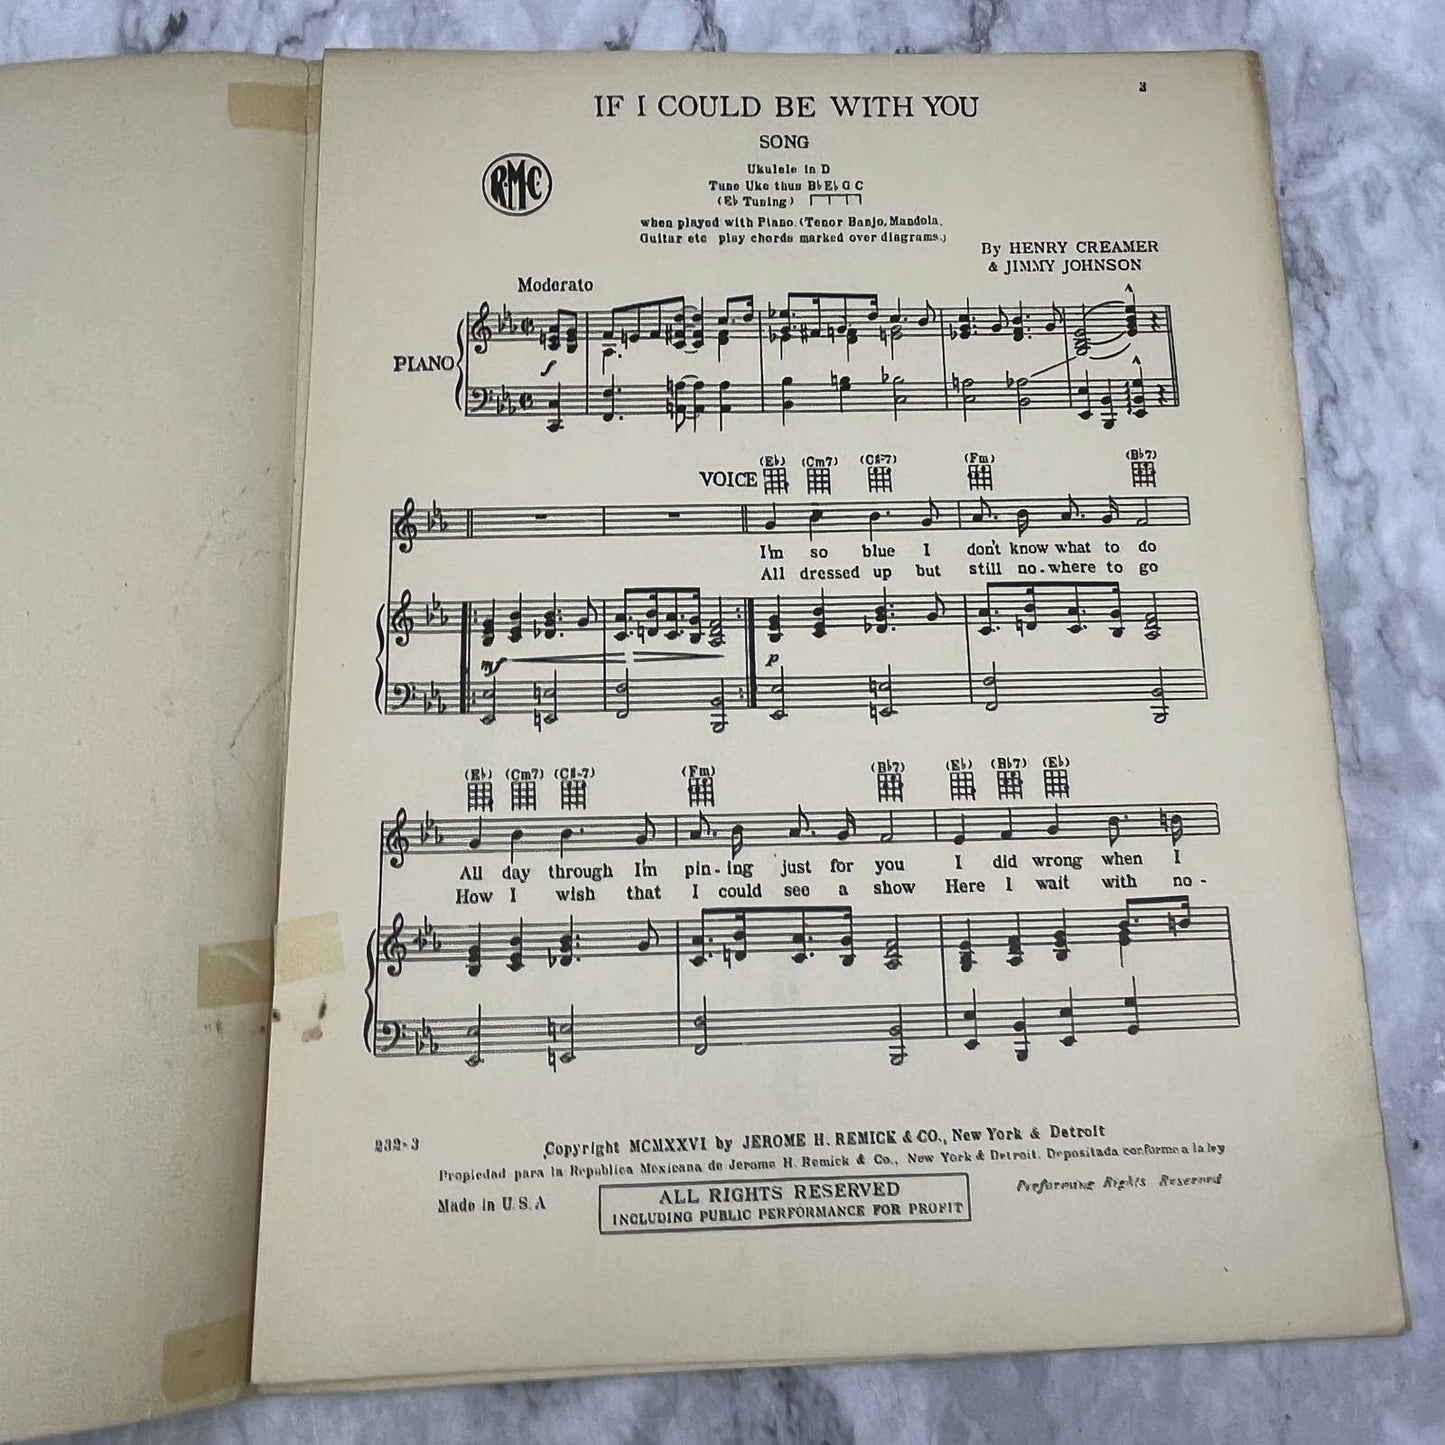 3
IF I COULD BE WITH YOU
SONG
R.M.C.
Ukulele in D
Tune Uke thus B♭ E♭ G C
(E♭ Tuning)
when played with Piano. (Tenor Banjo, Mandola,
Guitar etc play chords marked over diagrams.)
By HENRY CREAMER
& JIMMY JOHNSON
Moderato
PIANO
f
VOICE
(E♭) (Cm7) (C♯-7) (Fm) (B♭7)
I'm so blue I don't know what to do
All dressed up but still no-where to go
mf p
(E♭) (Cm7) (C♯-7) (Fm) (B♭7) (E♭) (B♭7) (E♭)
All day through I'm pin-ing just for you I did wrong when I
How I wish that I could see a show Here I wait with no-
232-3
Copyright MCMXXVI by JEROME H. REMICK & CO., New York & Detroit
Propiedad para la Republica Mexicana de Jerome H. Remick & Co., New York & Detroit. Depositada conforme a la ley
Made in U.S.A
ALL RIGHTS RESERVED
INCLUDING PUBLIC PERFORMANCE FOR PROFIT
Performing Rights Reserved